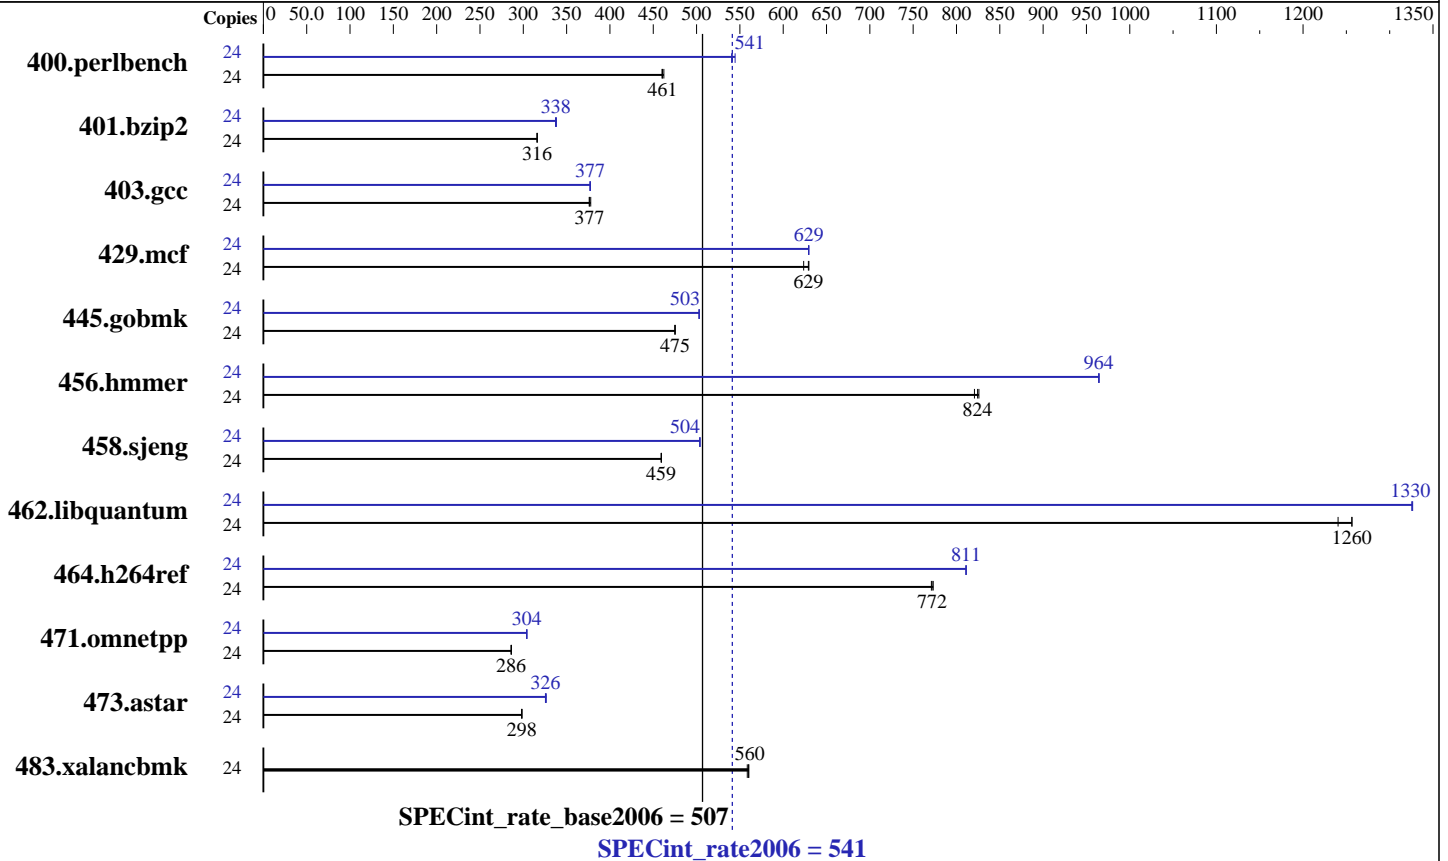 Copies 0 50.0 100 150 200 250 300 350 400 450 500 550 600 650 700 750 800 850 900 950 1000 1100 1200 1350
400.perlbench 24 541
24 461
401.bzip2 24 338
24 316
403.gcc 24 377
24 377
429.mcf 24 629
24 629
445.gobmk 24 503
24 475
456.hmmer 24 964
24 824
458.sjeng 24 504
24 459
462.libquantum 24 1330
24 1260
464.h264ref 24 811
24 772
471.omnetpp 24 304
24 286
473.astar 24 326
24 298
483.xalancbmk 24 560
SPECint_rate_base2006 = 507
SPECint_rate2006 = 541